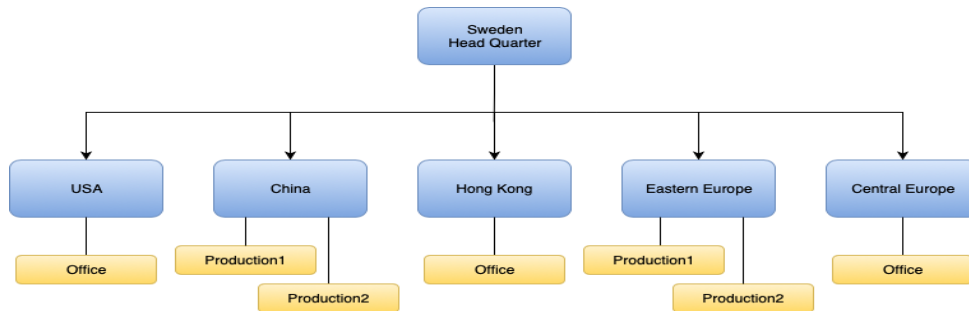 Sweden
Head Quarter
USA
China
Hong Kong
Eastern Europe
Central Europe
Office
Production1
Production2
Office
Production1
Production2
Office